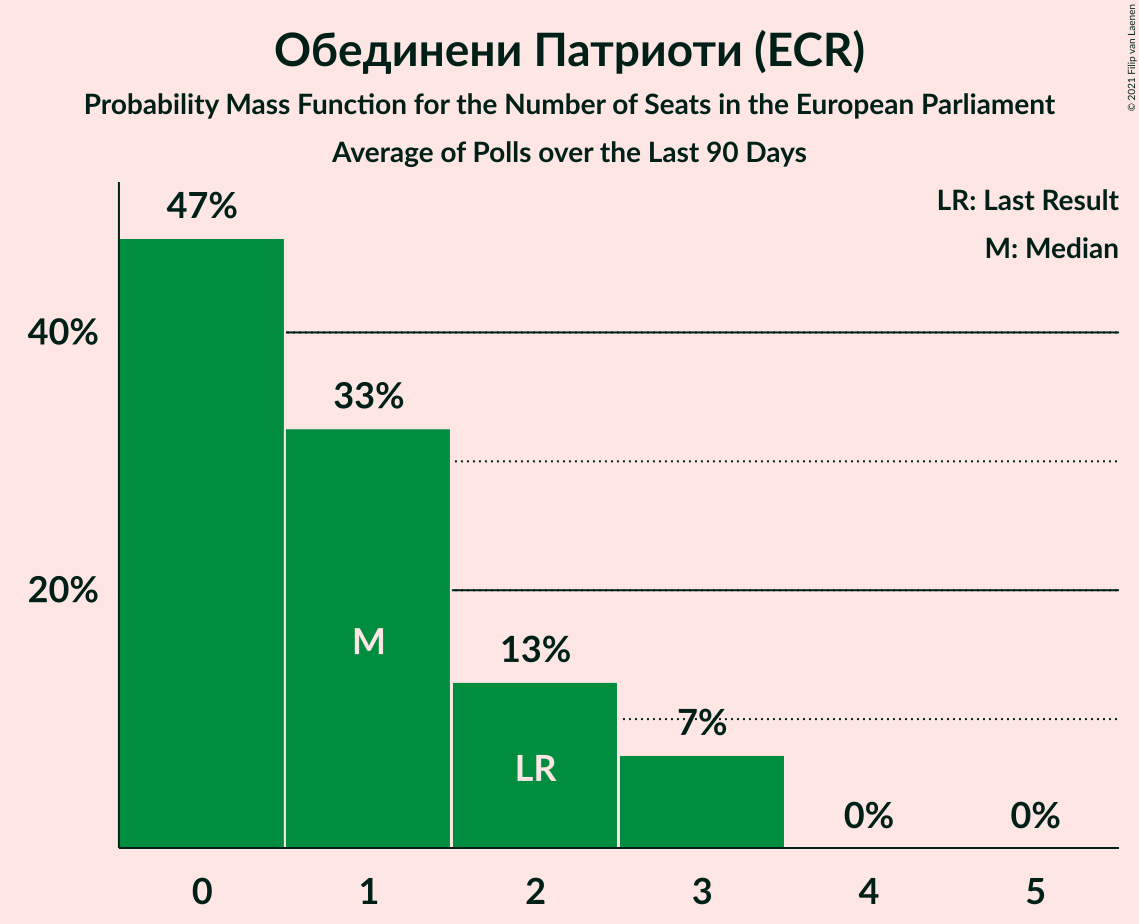 Обединени Патриоти (ECR)
Probability Mass Function for the Number of Seats in the European Parliament
Average of Polls over the Last 90 Days
© 2021 Filip van Laenen
LR: Last Result
M: Median
47%
40%
33%
20%
M
13%
LR
7%
0%
0%
0 1 2 3 4 5